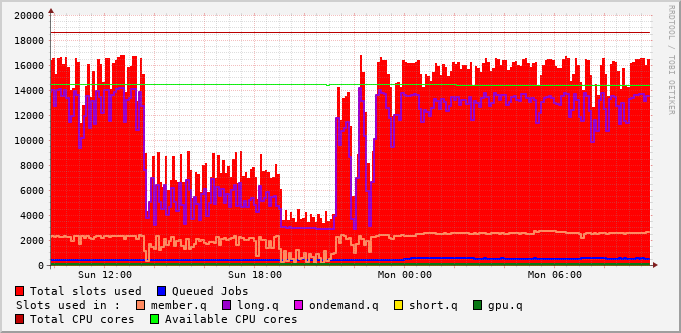 RRDTOOL / TOBI OETIKER
20000
18000
16000
14000
12000
10000
8000
6000
4000
2000
0
Sun 12:00 Sun 18:00 Mon 00:00 Mon 06:00
Total slots used Queued Jobs
Slots used in : member.q long.q ondemand.q short.q gpu.q
Total CPU cores Available CPU cores